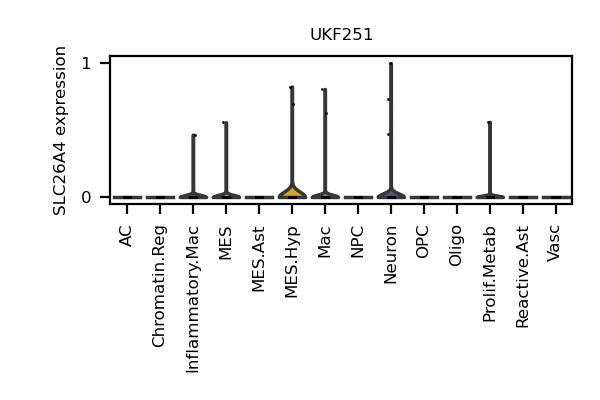 UKF251
SLC26A4 expression
1
0
AC
Chromatin.Reg
Inflammatory.Mac
MES
MES.Ast
MES.Hyp
Mac
NPC
Neuron
OPC
Oligo
Prolif.Metab
Reactive.Ast
Vasc